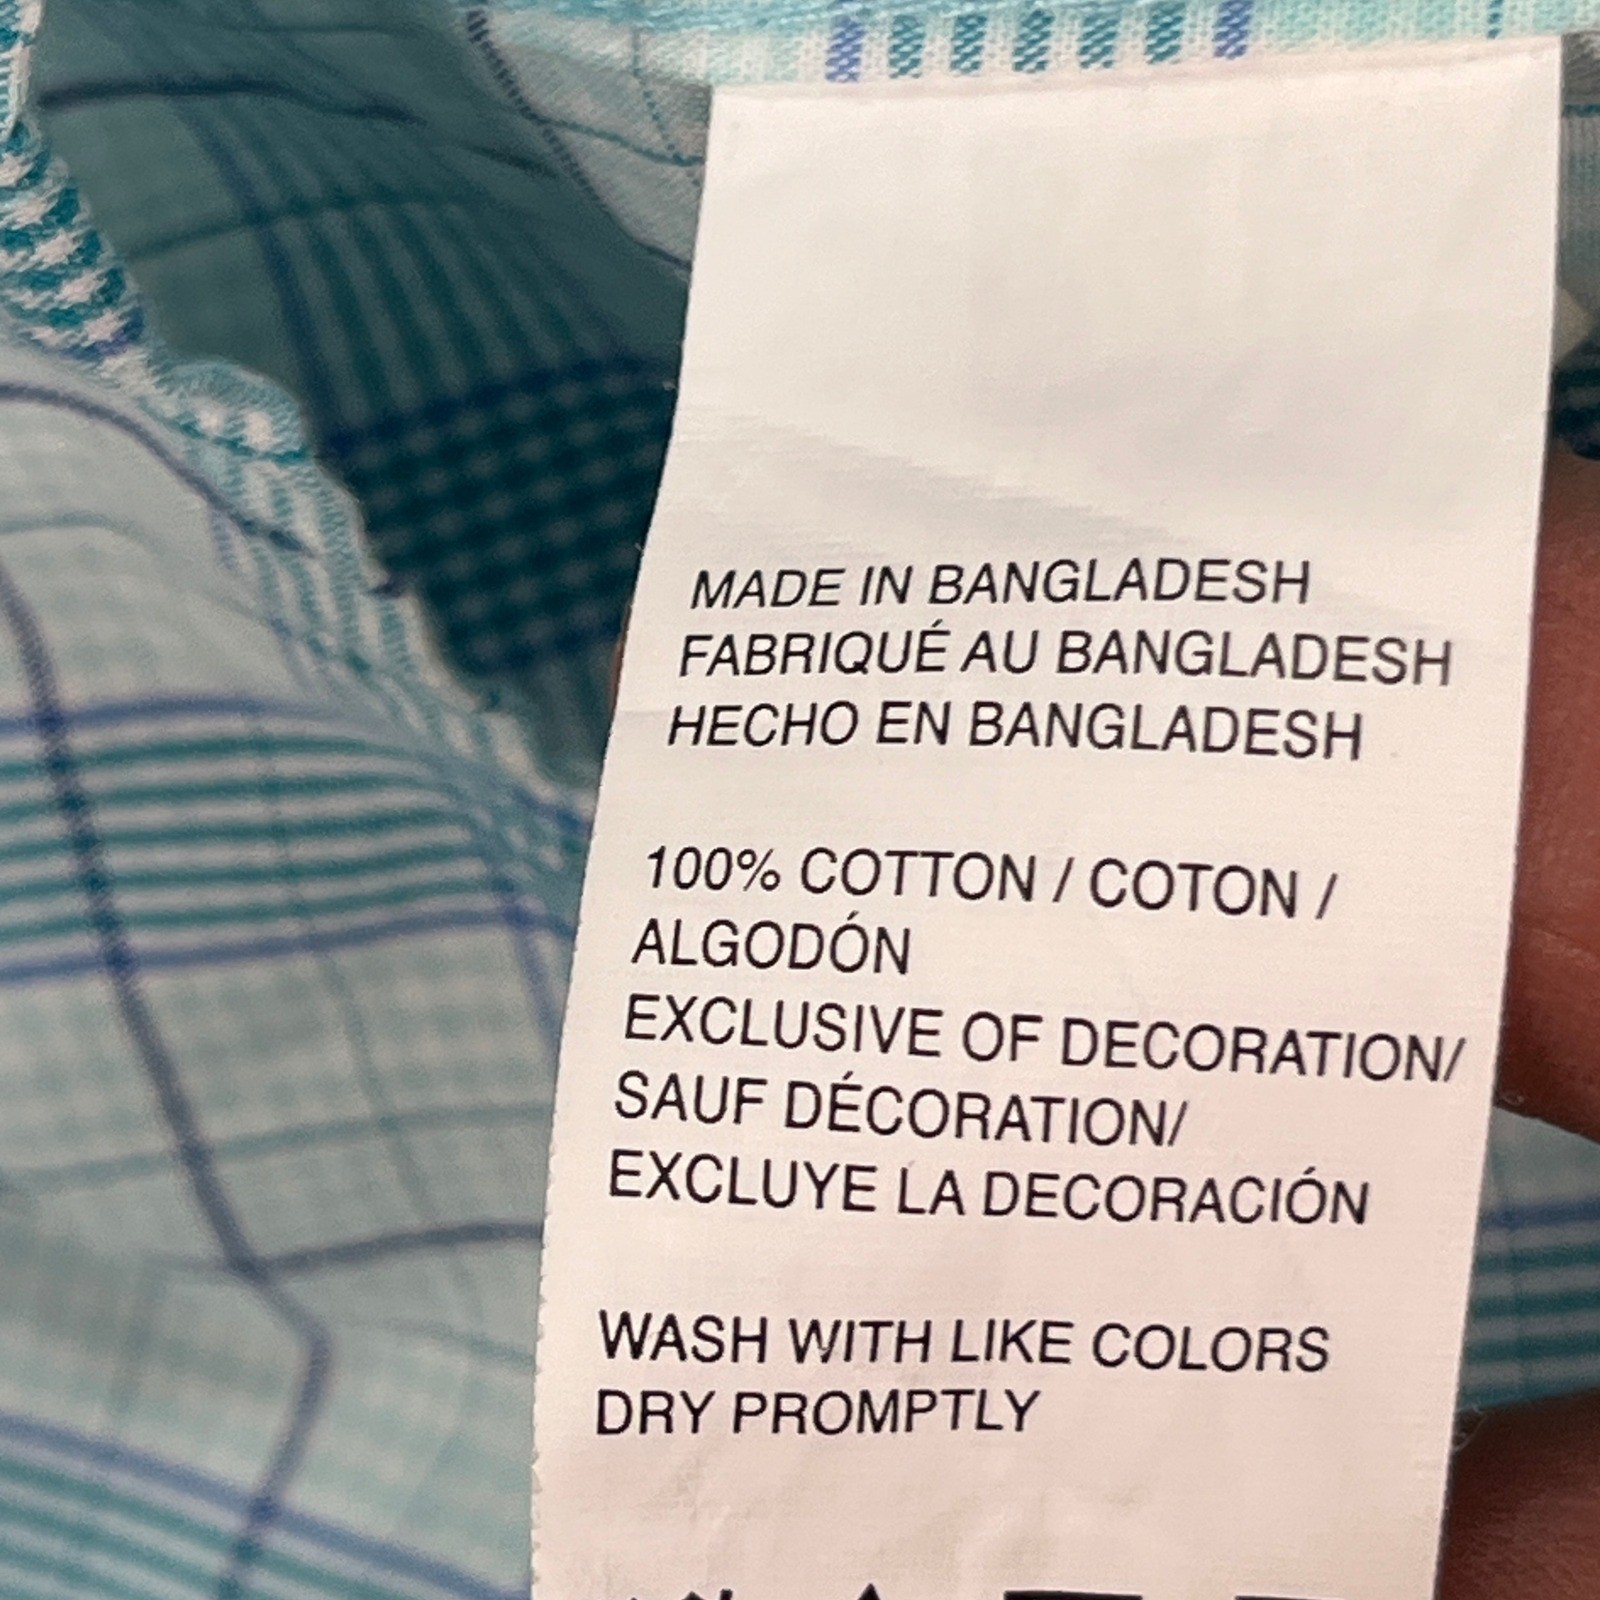 MADE IN BANGLADESH
FABRIQUÉ AU BANGLADESH
HECHO EN BANGLADESH
100% COTTON / COTON /
ALGODÓN
EXCLUSIVE OF DECORATION/
SAUF DÉCORATION/
EXCLUYE LA DECORACIÓN
WASH WITH LIKE COLORS
DRY PROMPTLY